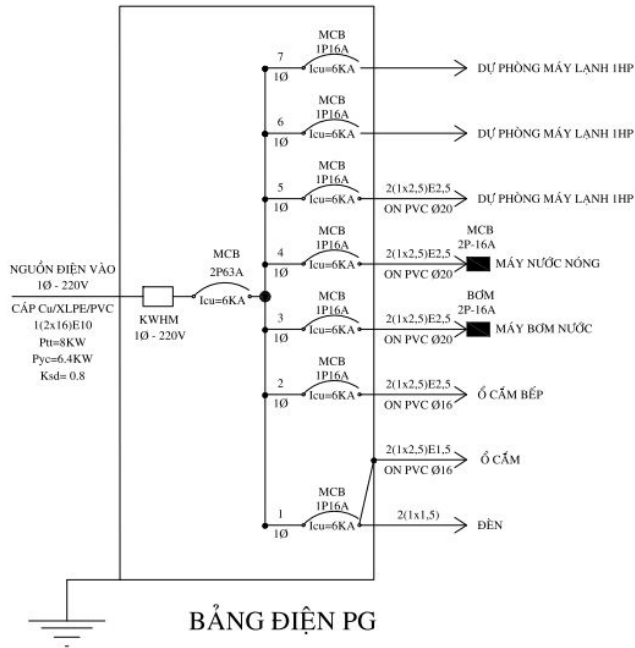 MCB
1P16A
7
1Ø
Icu=6KA
DỰ PHÒNG MÁY LẠNH 1HP
MCB
1P16A
6
1Ø
Icu=6KA
DỰ PHÒNG MÁY LẠNH 1HP
MCB
1P16A
5
1Ø
Icu=6KA
2(1x2,5)E2,5
ON PVC Ø20
DỰ PHÒNG MÁY LẠNH 1HP
MCB
1P16A
4
1Ø
Icu=6KA
2(1x2,5)E2,5
ON PVC Ø20
MCB
2P-16A
MÁY NƯỚC NÓNG
NGUỒN ĐIỆN VÀO
1Ø - 220V
CÁP Cu/XLPE/PVC
1(2x16)E10
Ptt=8KW
Pyc=6.4KW
Ksd= 0.8
KWHM
1Ø - 220V
MCB
2P63A
Icu=6KA
MCB
1P16A
3
1Ø
Icu=6KA
2(1x2,5)E2,5
ON PVC Ø20
BƠM
2P-16A
MÁY BƠM NƯỚC
MCB
1P16A
2
1Ø
Icu=6KA
2(1x2,5)E2,5
ON PVC Ø16
Ổ CẮM BẾP
2(1x2,5)E1,5
ON PVC Ø16
Ổ CẮM
MCB
1P16A
1
1Ø
Icu=6KA
2(1x1,5)
ĐÈN
BẢNG ĐIỆN PG